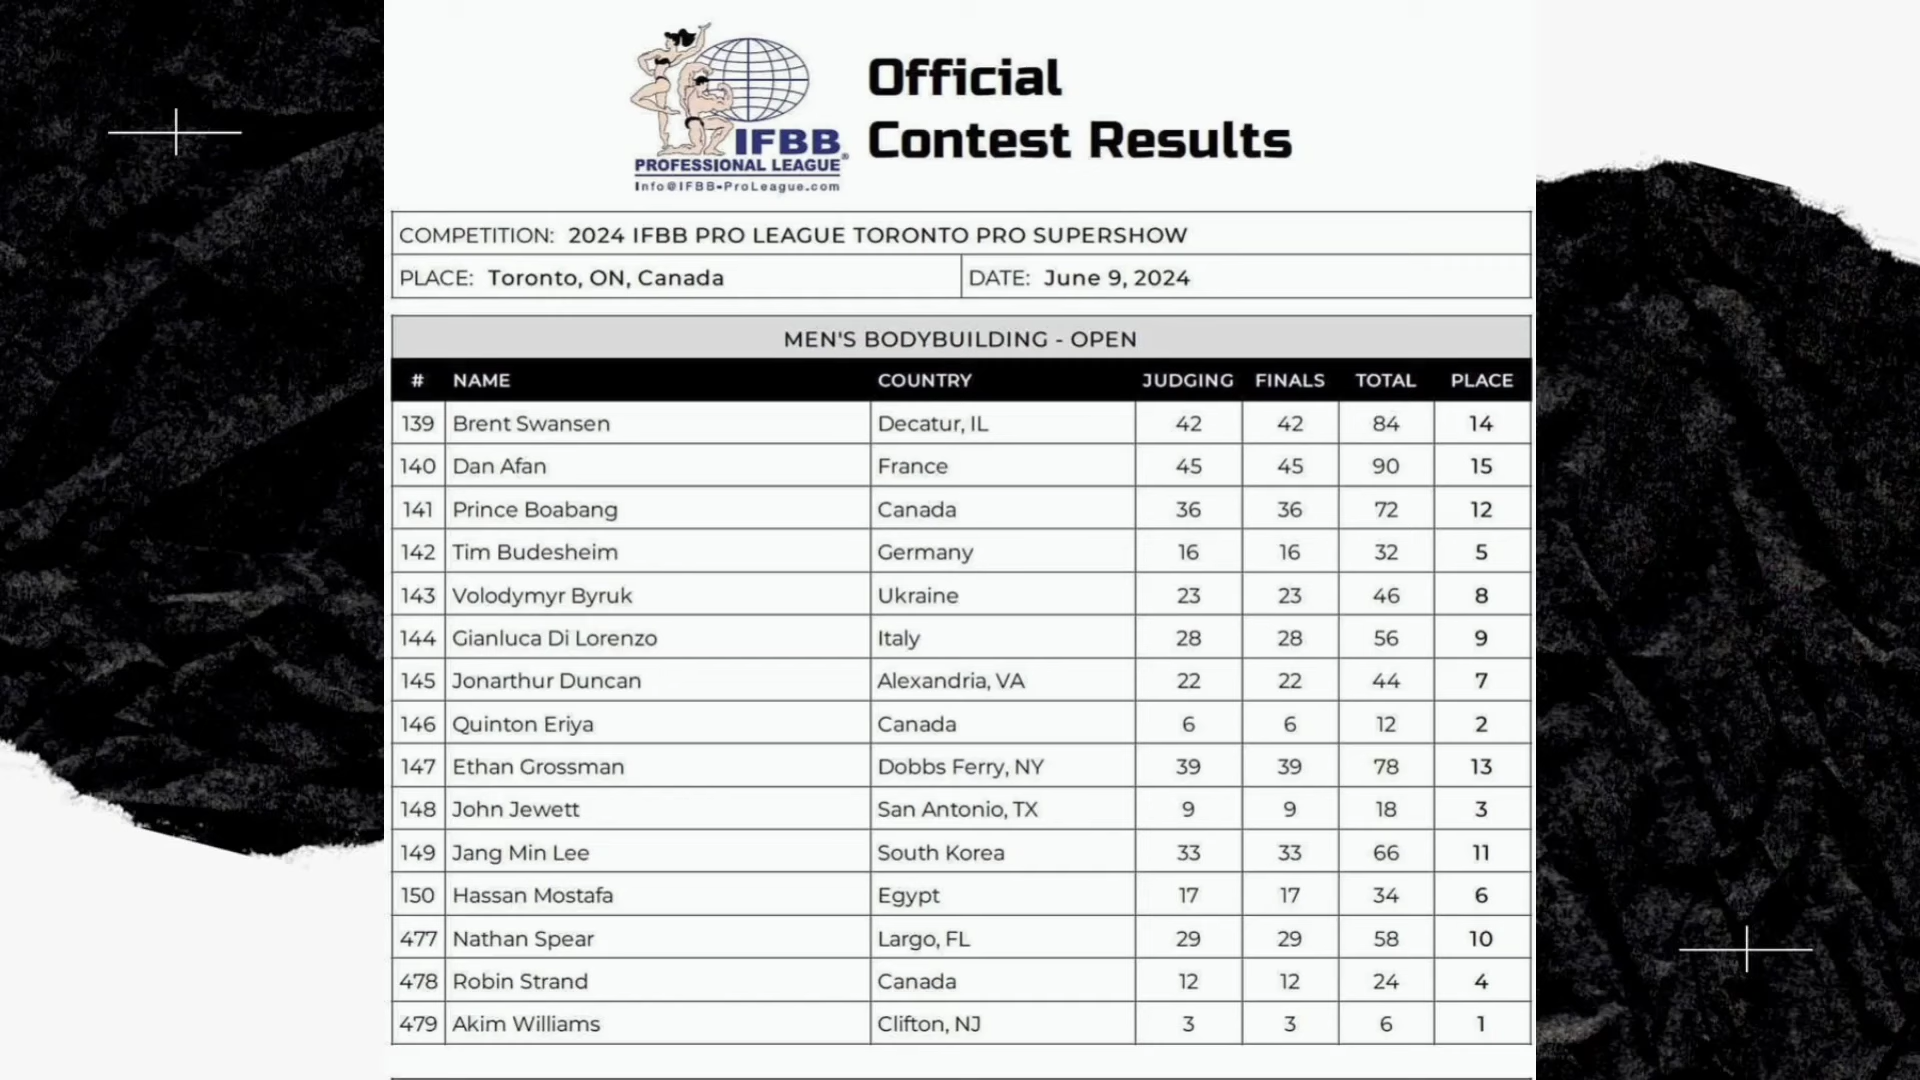 Official
Contest Results
IFBB
PROFESSIONAL LEAGUE®
Info@IFBB-ProLeague.com
COMPETITION: 2024 IFBB PRO LEAGUE TORONTO PRO SUPERSHOW
PLACE: Toronto, ON, Canada DATE: June 9, 2024
MEN'S BODYBUILDING - OPEN
# NAME COUNTRY JUDGING FINALS TOTAL PLACE
139 Brent Swansen Decatur, IL 42 42 84 14
140 Dan Afan France 45 45 90 15
141 Prince Boabang Canada 36 36 72 12
142 Tim Budesheim Germany 16 16 32 5
143 Volodymyr Byruk Ukraine 23 23 46 8
144 Gianluca Di Lorenzo Italy 28 28 56 9
145 Jonarthur Duncan Alexandria, VA 22 22 44 7
146 Quinton Eriya Canada 6 6 12 2
147 Ethan Grossman Dobbs Ferry, NY 39 39 78 13
148 John Jewett San Antonio, TX 9 9 18 3
149 Jang Min Lee South Korea 33 33 66 11
150 Hassan Mostafa Egypt 17 17 34 6
477 Nathan Spear Largo, FL 29 29 58 10
478 Robin Strand Canada 12 12 24 4
479 Akim Williams Clifton, NJ 3 3 6 1